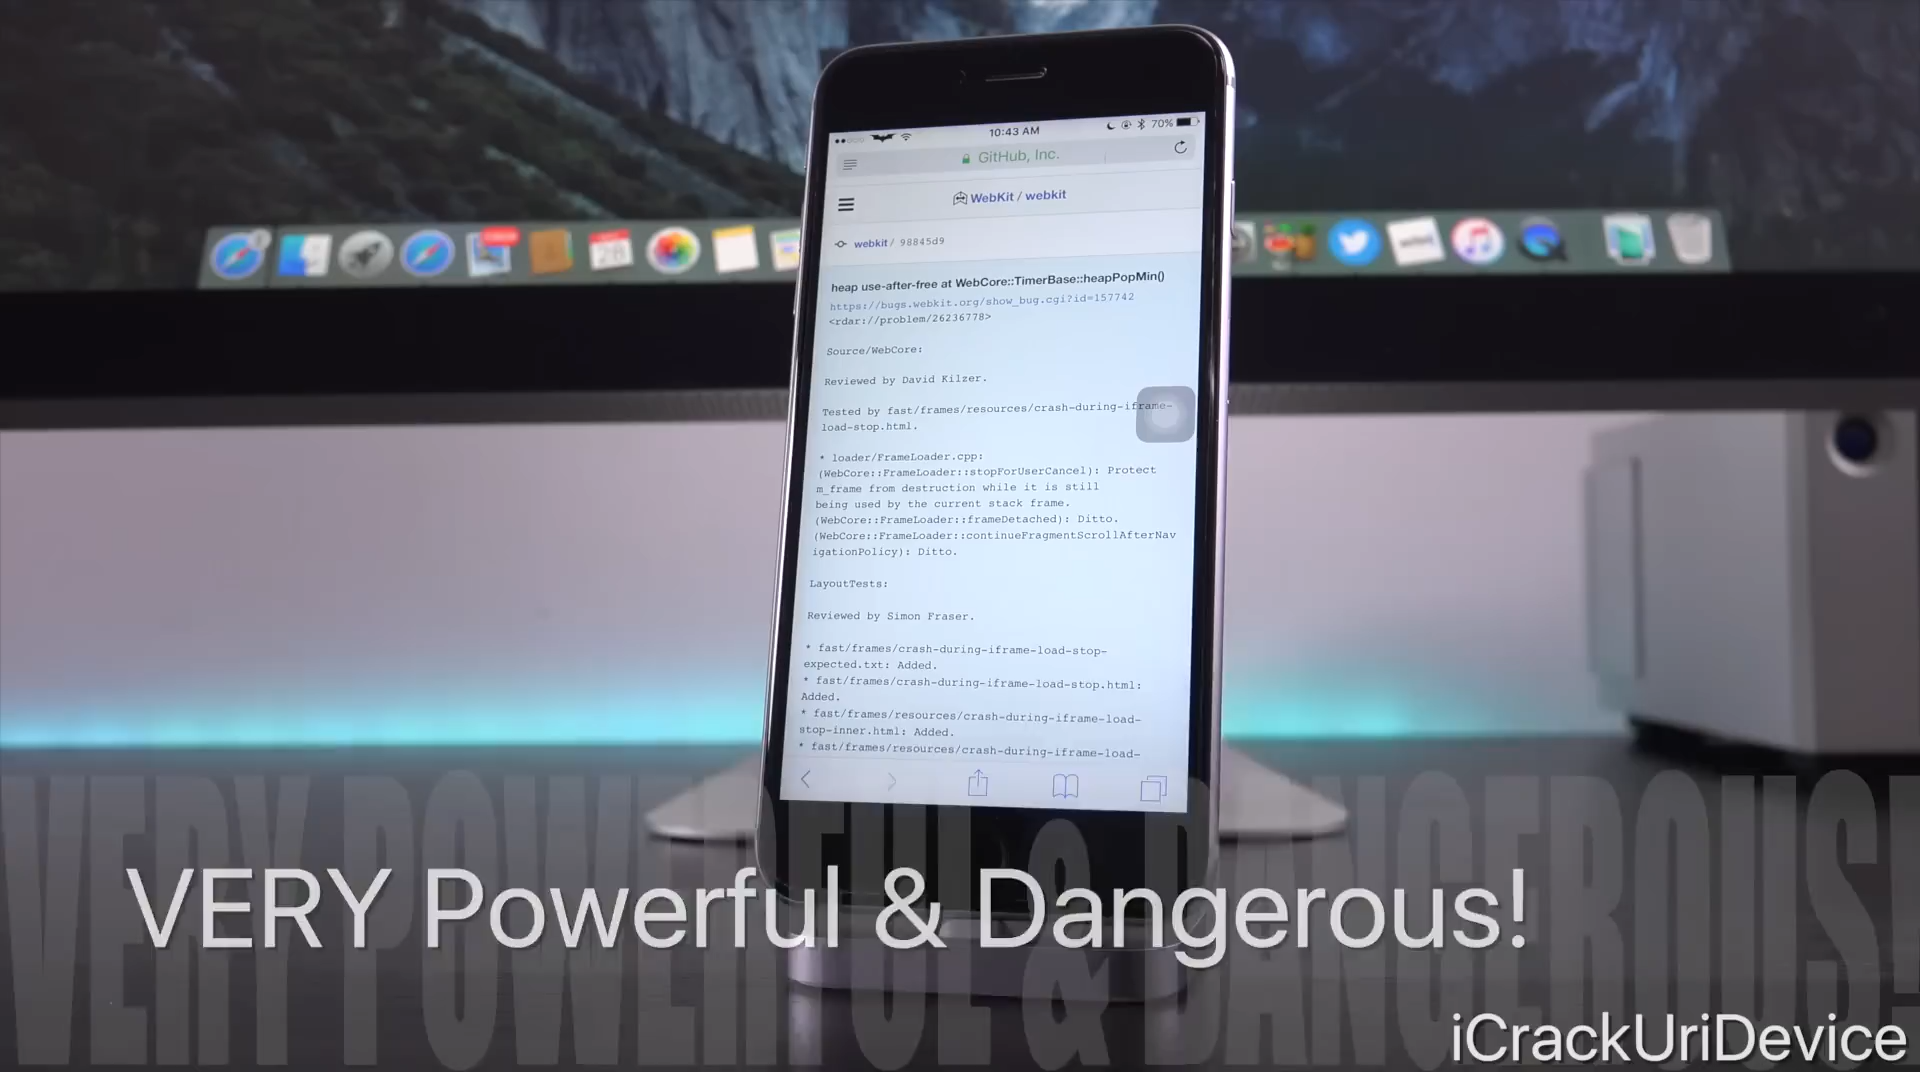 10:43 AM
70%
GitHub, Inc.
WebKit / webkit
webkit / 98845d9
heap use-after-free at WebCore::TimerBase::heapPopMin()
https://bugs.webkit.org/show_bug.cgi?id=157742
<rdar://problem/26236778>
Source/WebCore:
Reviewed by David Kilzer.
Tested by fast/frames/resources/crash-during-iframe-
load-stop.html.
* loader/FrameLoader.cpp:
(WebCore::FrameLoader::stopForUserCancel): Protect
m_frame from destruction while it is still
being used by the current stack frame.
(WebCore::FrameLoader::frameDetached): Ditto.
(WebCore::FrameLoader::continueFragmentScrollAfterNav
igationPolicy): Ditto.
LayoutTests:
Reviewed by Simon Fraser.
* fast/frames/crash-during-iframe-load-stop-
expected.txt: Added.
* fast/frames/crash-during-iframe-load-stop.html:
Added.
* fast/frames/resources/crash-during-iframe-load-
stop-inner.html: Added.
* fast/frames/resources/crash-during-iframe-load-
VERY POWERFUL & DANGEROUS!
VERY Powerful & Dangerous!
iCrackUriDevice